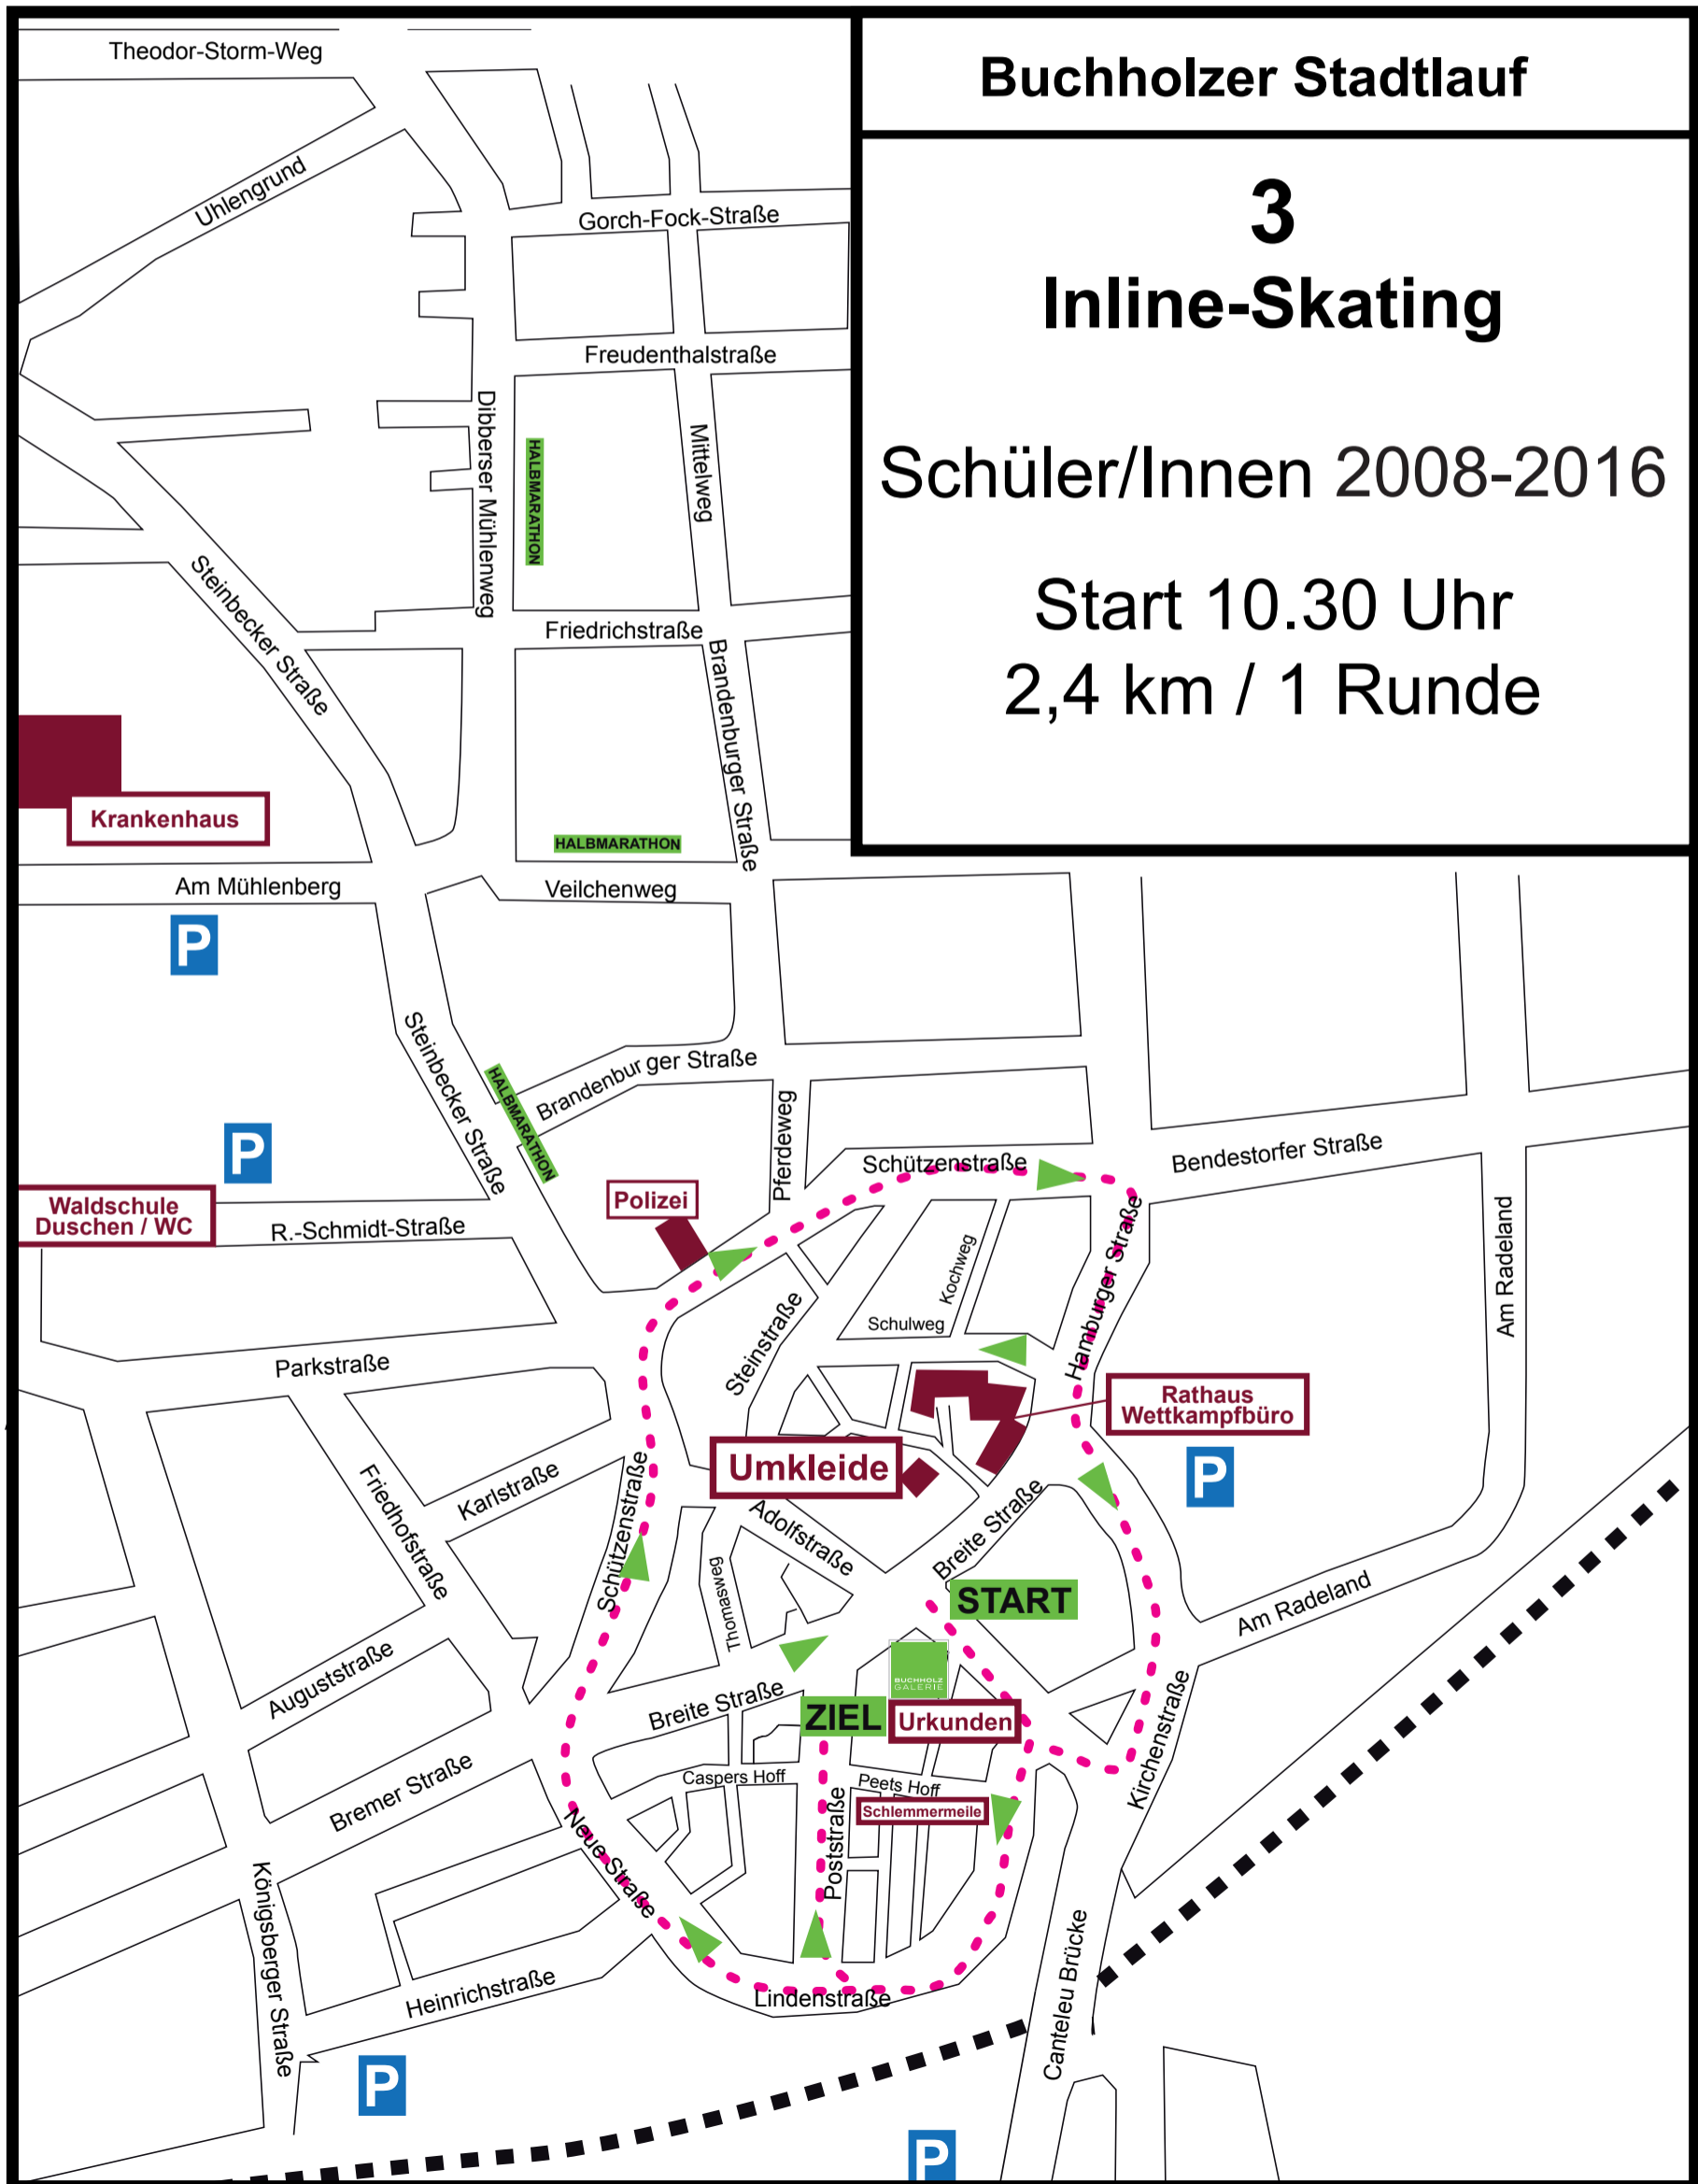 Buchholzer Stadtlauf
3
Inline-Skating
Schüler/Innen 2008-2016
Start 10.30 Uhr
2,4 km / 1 Runde
Theodor-Storm-Weg
Uhlengrund
Gorch-Fock-Straße
Freudenthalstraße
Dibberser Mühlenweg
HALBMARATHON
Mittelweg
Steinbecker Straße
Friedrichstraße
Brandenburger Straße
Krankenhaus
HALBMARATHON
Am Mühlenberg
Veilchenweg
P
Steinbecker Straße
HALBMARATHON
Brandenbur ger Straße
Pferdeweg
P
Schützenstraße
Bendestorfer Straße
Waldschule
Duschen / WC
R.-Schmidt-Straße
Polizei
Hamburger Straße
Am Radeland
Kochweg
Schulweg
Steinstraße
Parkstraße
Rathaus
Wettkampfbüro
Umkleide
P
Friedhofstraße
Karlstraße
Schützenstraße
Adolfstraße
Breite Straße
Thomasweg
START
Am Radeland
Auguststraße
Breite Straße
BUCHHOLZ
GALERIE
ZIEL
Urkunden
Kirchenstraße
Bremer Straße
Caspers Hoff
Peets Hoff
Schlemmermeile
Neue Straße
Poststraße
Königsberger Straße
Heinrichstraße
Lindenstraße
Canteleu Brücke
P
P